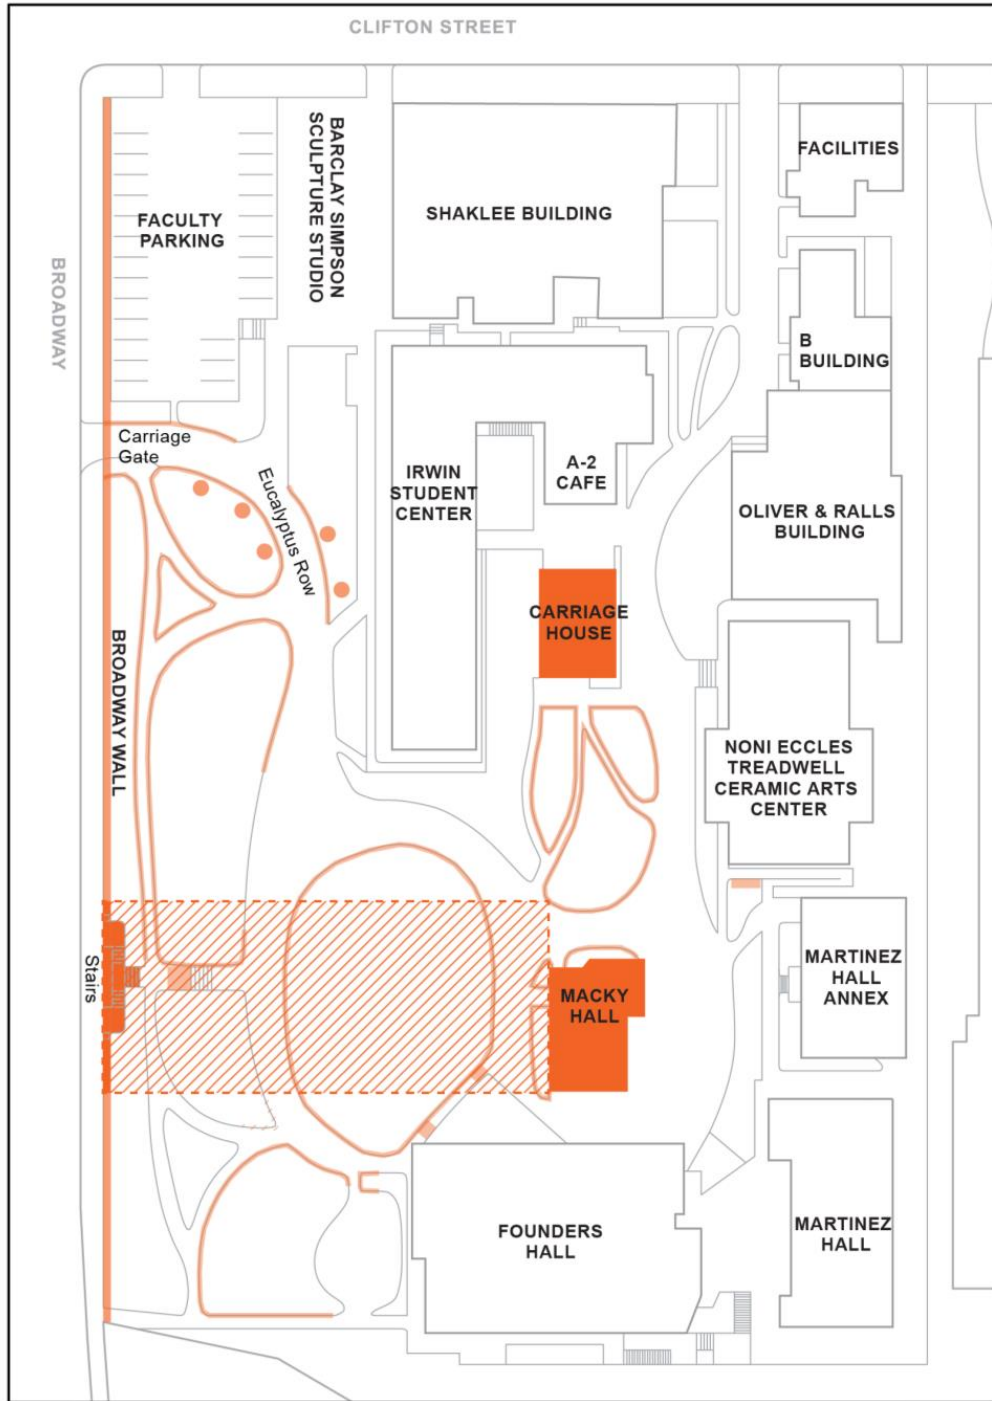 CLIFTON STREET
BROADWAY
FACULTY
PARKING
BARCLAY SIMPSON
SCULPTURE STUDIO
SHAKLEE BUILDING
FACILITIES
B
BUILDING
Carriage
Gate
Eucalyptus Row
IRWIN
STUDENT
CENTER
A-2
CAFE
OLIVER & RALLS
BUILDING
CARRIAGE
HOUSE
BROADWAY WALL
NONI ECCLES
TREADWELL
CERAMIC ARTS
CENTER
Stairs
MACKY
HALL
MARTINEZ
HALL
ANNEX
FOUNDERS
HALL
MARTINEZ
HALL